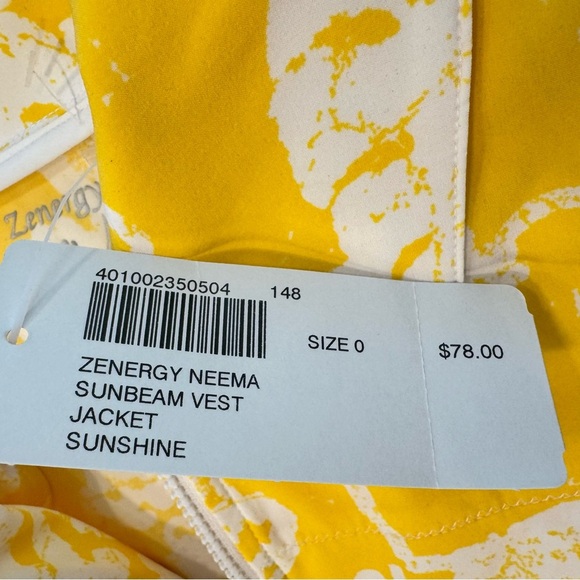 Zenergy
401002350504 148
SIZE 0 $78.00
ZENERGY NEEMA
SUNBEAM VEST
JACKET
SUNSHINE